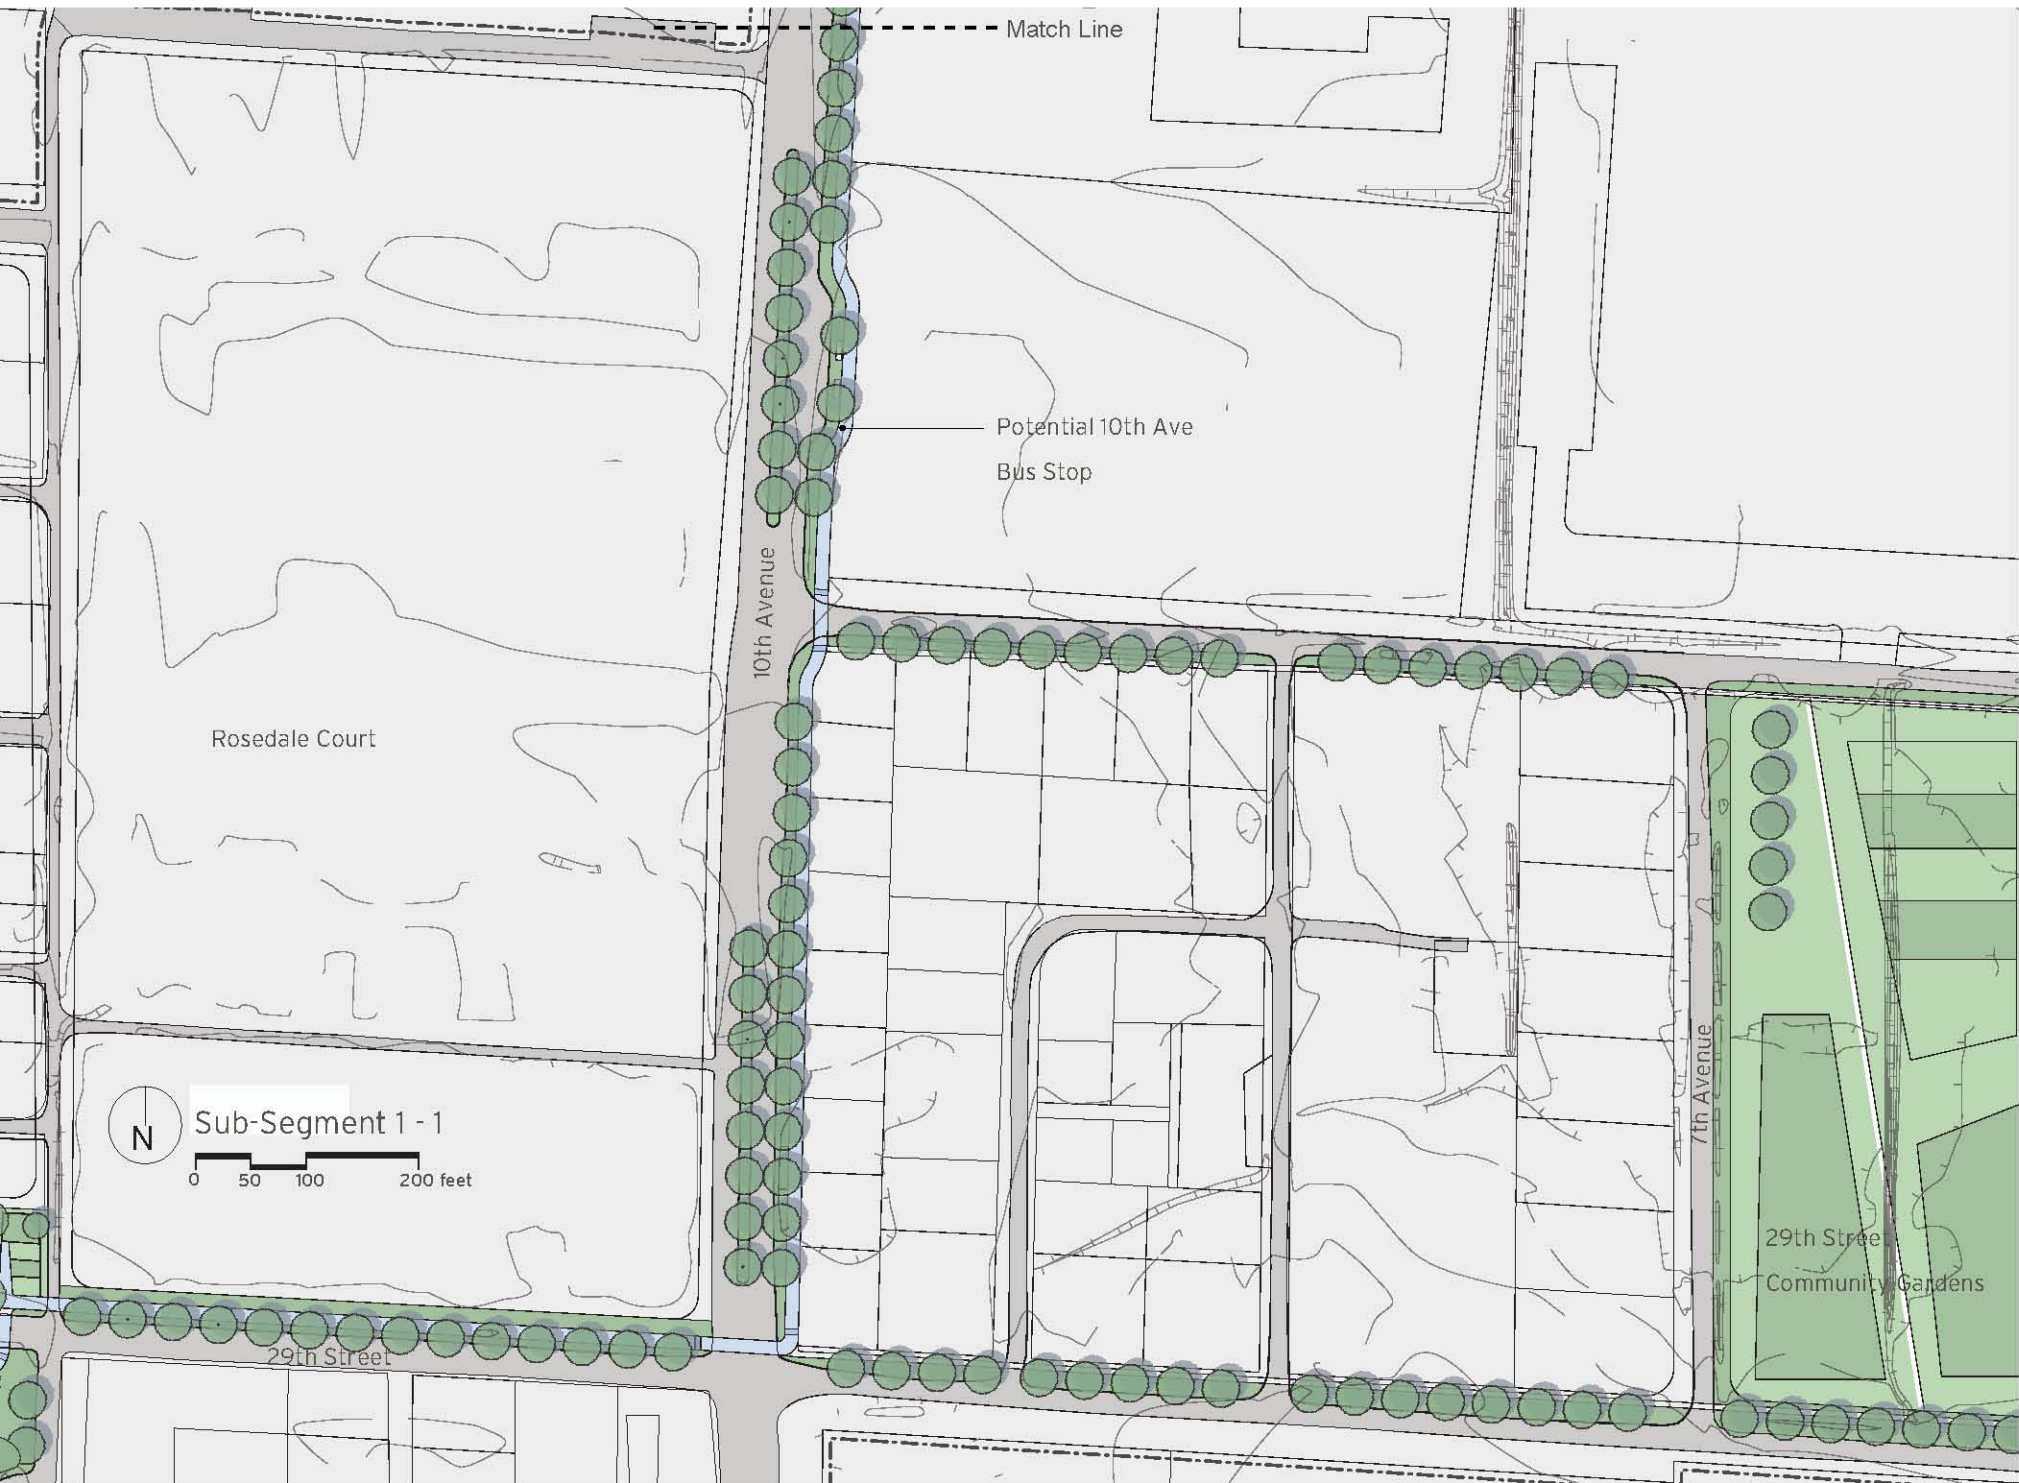 Match Line
Potential 10th Ave
Bus Stop
10th Avenue
Rosedale Court
7th Avenue
N
Sub-Segment 1 - 1
0 50 100 200 feet
29th Street
Community Gardens
29th Street